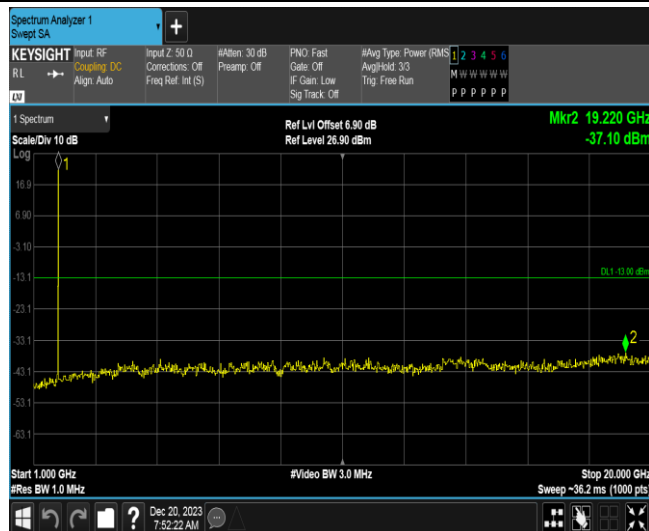 Spectrum Analyzer 1
Swept SA
+
KEYSIGHT
RL
Input: RF
Coupling: DC
Align: Auto
Input Z: 50 Ω
Corrections: Off
Freq Ref: Int (S)
#Atten: 30 dB
Preamp: Off
PNO: Fast
Gate: Off
IF Gain: Low
Sig Track: Off
#Avg Type: Power (RMS
Avg|Hold: 3/3
Trig: Free Run
1 2 3 4 5 6
M W W W W W
P P P P P P
LXI
1 Spectrum
Scale/Div 10 dB
Ref Lvl Offset 6.90 dB
Ref Level 26.90 dBm
Mkr2 19.220 GHz
-37.10 dBm
Log
1
16.9
6.90
-3.10
-13.1
DL1 -13.00 dBm
-23.1
-33.1
2
-43.1
-53.1
-63.1
Start 1.000 GHz
#Video BW 3.0 MHz
Stop 20.000 GHz
#Res BW 1.0 MHz
Sweep ~36.2 ms (1000 pts)
?
Dec 20, 2023
7:52:22 AM